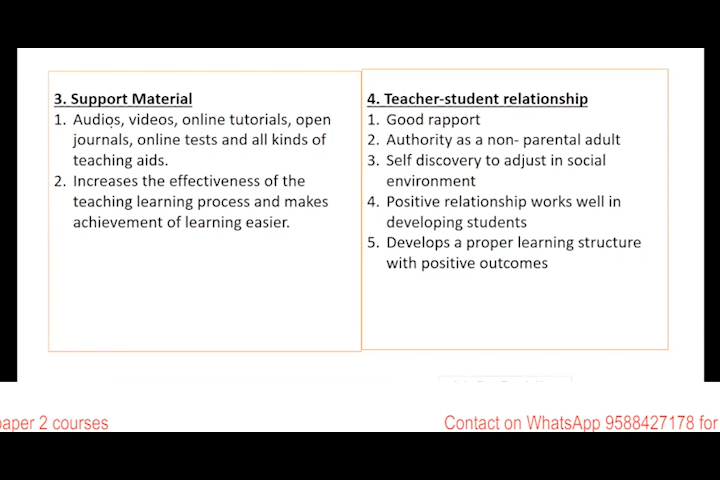 3. Support Material
1. Audios, videos, online tutorials, open
journals, online tests and all kinds of
teaching aids.
2. Increases the effectiveness of the
teaching learning process and makes
achievement of learning easier.
4. Teacher-student relationship
1. Good rapport
2. Authority as a non- parental adult
3. Self discovery to adjust in social
environment
4. Positive relationship works well in
developing students
5. Develops a proper learning structure
with positive outcomes
paper 2 courses
Contact on WhatsApp 9588427178 for